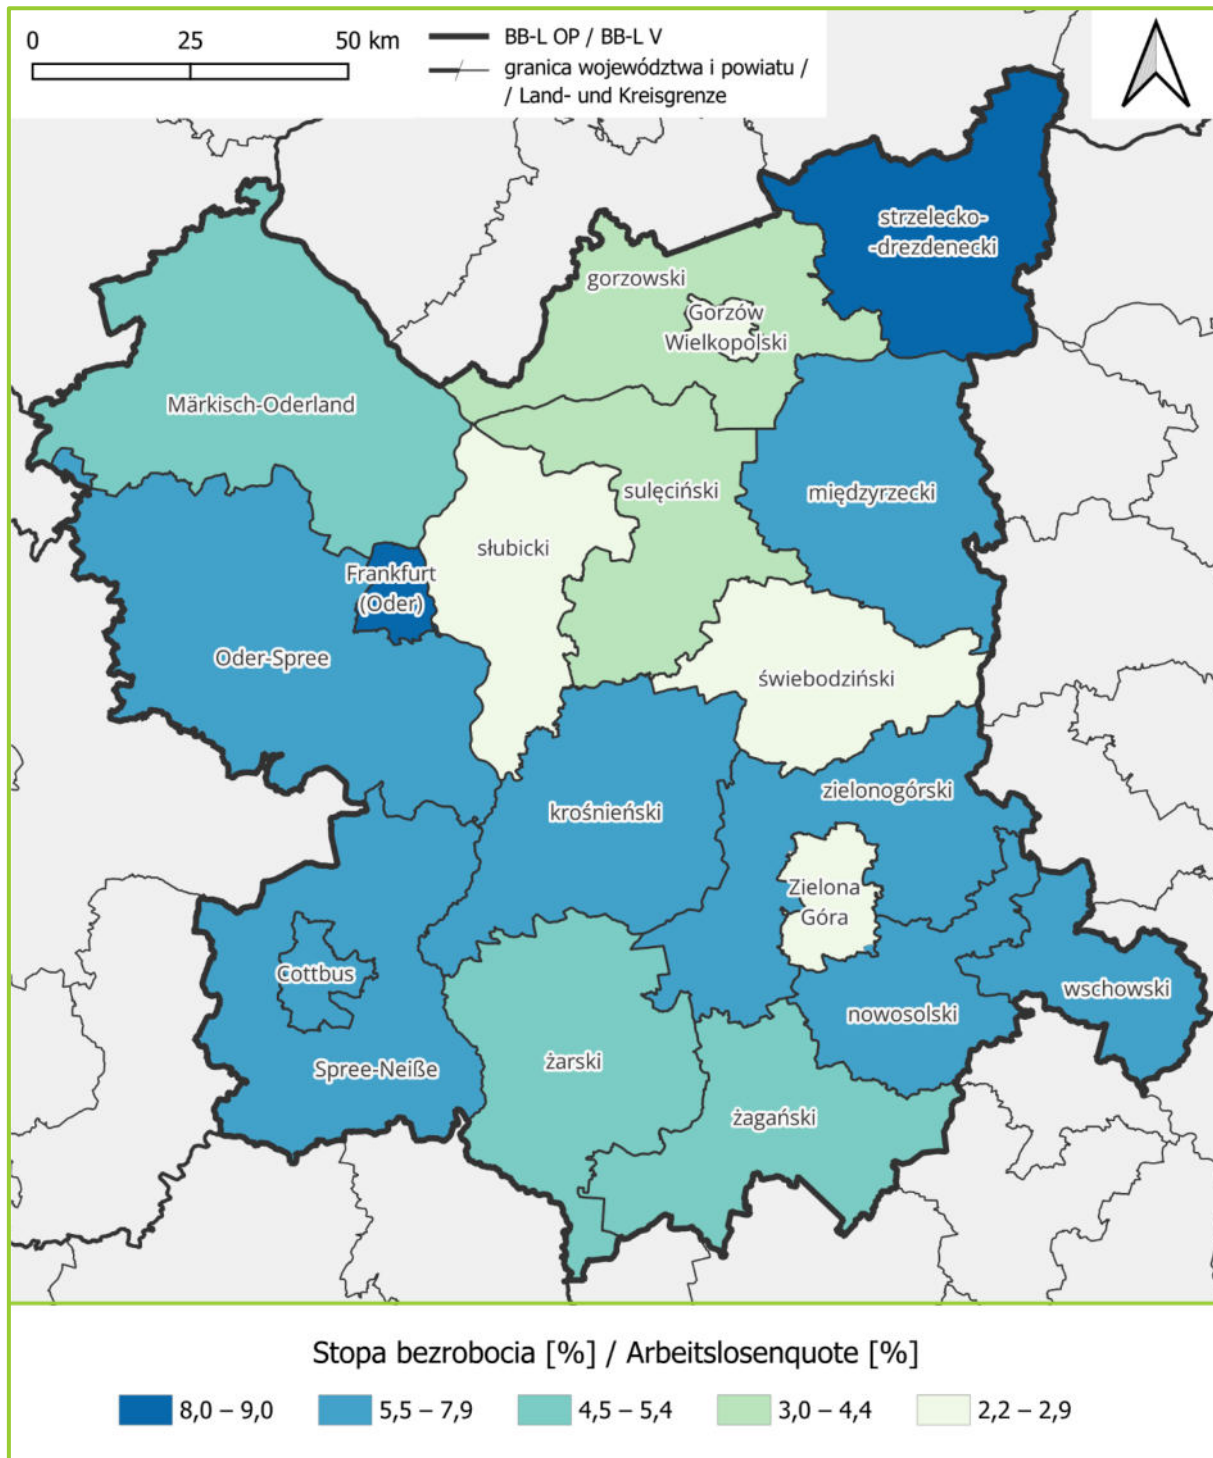 0 25 50 km
BB-L OP / BB-L V
granica województwa i powiatu /
/ Land- und Kreisgrenze
strzelecko-
-drezdenecki
gorzowski
Gorzów
Wielkopolski
Märkisch-Oderland
sulęciński
międzyrzecki
słubicki
Frankfurt
(Oder)
Oder-Spree
świebodziński
zielonogórski
krośnieński
Zielona
Góra
Cottbus
wschowski
nowosolski
Spree-Neiße
żarski
żagański
Stopa bezrobocia [%] / Arbeitslosenquote [%]
8,0 – 9,0 5,5 – 7,9 4,5 – 5,4 3,0 – 4,4 2,2 – 2,9